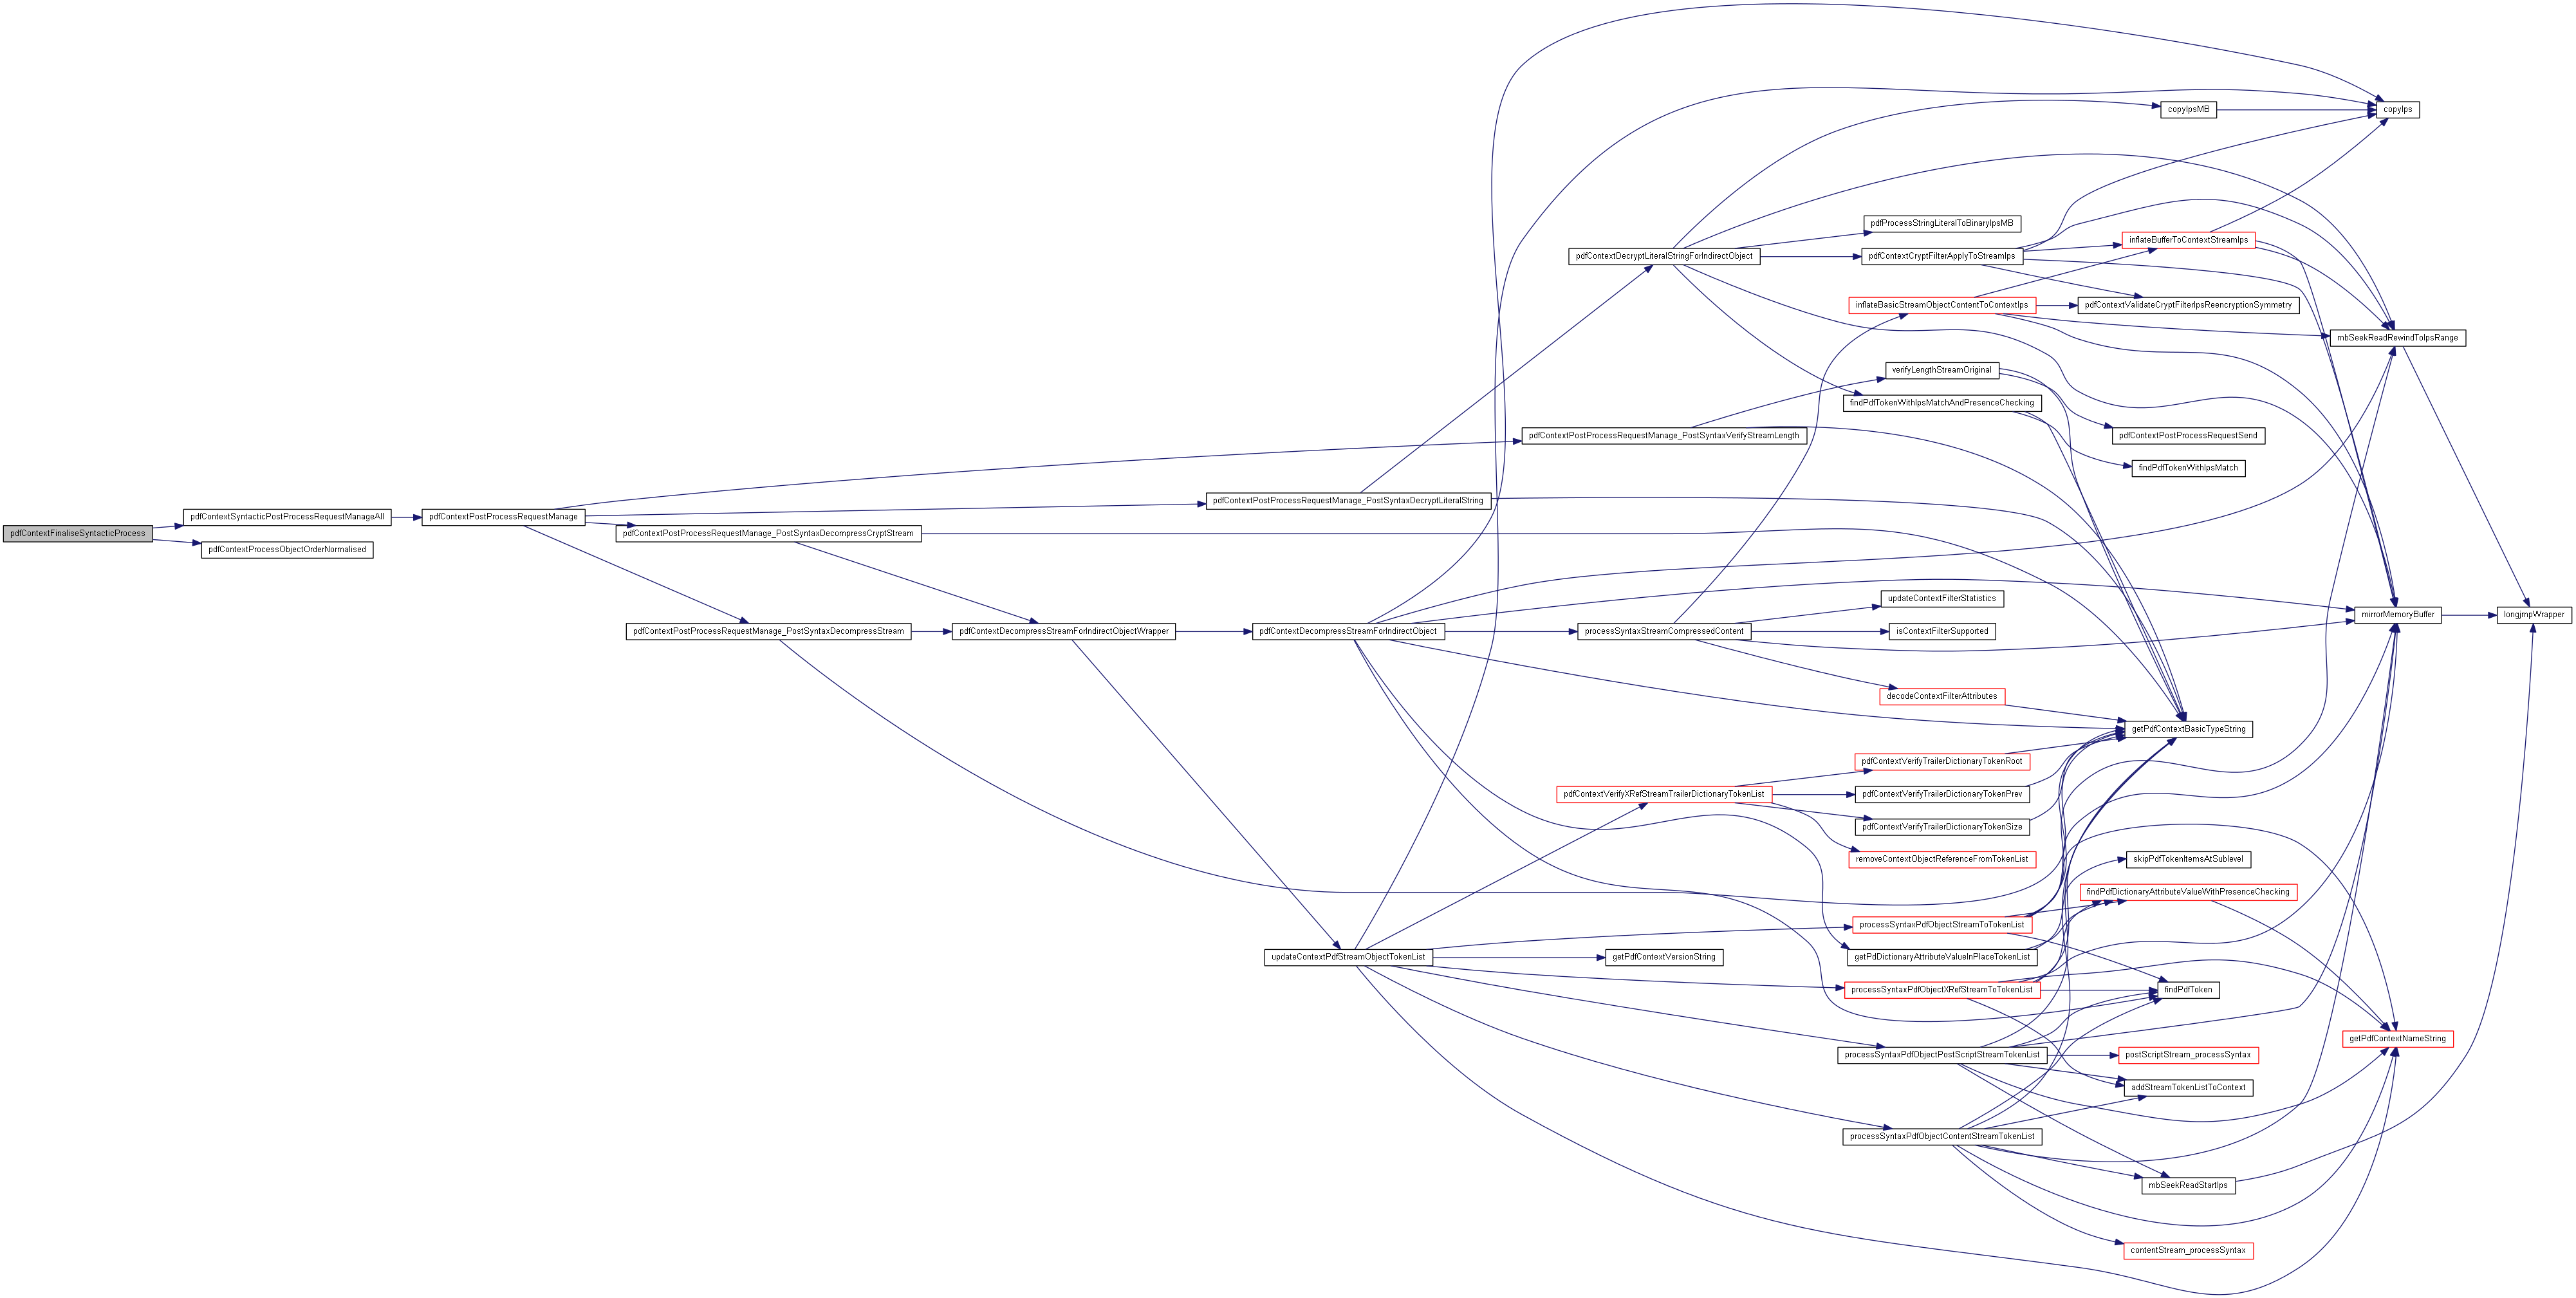 pdfContextFinaliseSyntacticProcess
pdfContextSyntacticPostProcessRequestManageAll
pdfContextProcessObjectOrderNormalised
pdfContextPostProcessRequestManage
pdfContextPostProcessRequestManage_PostSyntaxDecompressCryptStream
pdfContextPostProcessRequestManage_PostSyntaxDecompressStream
pdfContextDecompressStreamForIndirectObjectWrapper
pdfContextPostProcessRequestManage_PostSyntaxDecryptLiteralString
pdfContextDecompressStreamForIndirectObject
updateContextPdfStreamObjectTokenList
pdfContextDecryptLiteralStringForIndirectObject
pdfContextPostProcessRequestManage_PostSyntaxVerifyStreamLength
processSyntaxStreamCompressedContent
pdfContextVerifyXRefStreamTrailerDictionaryTokenList
getPdfContextVersionString
pdfProcessStringLiteralToBinaryIpsMB
pdfContextCryptFilterApplyToStreamIps
inflateBasicStreamObjectContentToContextIps
verifyLengthStreamOriginal
findPdfTokenWithIpsMatchAndPresenceChecking
updateContextFilterStatistics
isContextFilterSupported
decodeContextFilterAttributes
pdfContextVerifyTrailerDictionaryTokenRoot
pdfContextVerifyTrailerDictionaryTokenPrev
pdfContextVerifyTrailerDictionaryTokenSize
removeContextObjectReferenceFromTokenList
processSyntaxPdfObjectStreamToTokenList
getPdDictionaryAttributeValueInPlaceTokenList
processSyntaxPdfObjectXRefStreamToTokenList
processSyntaxPdfObjectPostScriptStreamTokenList
processSyntaxPdfObjectContentStreamTokenList
copyIpsMB
inflateBufferToContextStreamIps
pdfContextValidateCryptFilterIpsReencryptionSymmetry
pdfContextPostProcessRequestSend
findPdfTokenWithIpsMatch
getPdfContextBasicTypeString
skipPdfTokenItemsAtSublevel
findPdfDictionaryAttributeValueWithPresenceChecking
findPdfToken
postScriptStream_processSyntax
addStreamTokenListToContext
mbSeekReadStartIps
contentStream_processSyntax
copyIps
mbSeekReadRewindToIpsRange
mirrorMemoryBuffer
getPdfContextNameString
longjmpWrapper